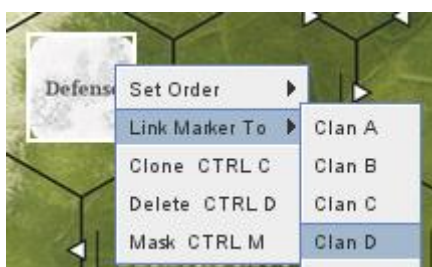 Defense
Set Order
Link Marker To
Clone CTRL C
Delete CTRL D
Mask CTRL M
Clan A
Clan B
Clan C
Clan D